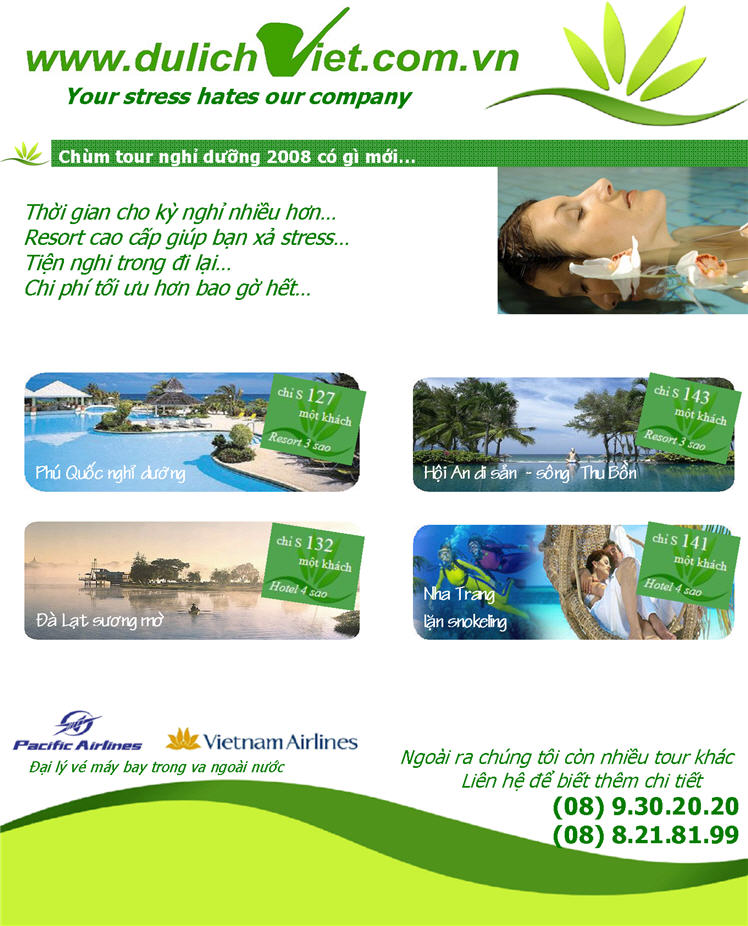 www.dulichViet.com.vn
Your stress hates our company
Chùm tour nghỉ dưỡng 2008 có gì mới...
Thời gian cho kỳ nghỉ nhiều hơn...
Resort cao cấp giúp bạn xả stress...
Tiện nghi trong đi lại...
Chi phí tối ưu hơn bao gờ hết...
chỉ $ 127
một khách
Resort 3 sao
Phú Quốc nghỉ dưỡng
chỉ $ 143
một khách
Resort 3 sao
Hội An di sản - sông Thu Bồn
chỉ $ 132
một khách
Hotel 4 sao
Đà Lạt sương mờ
chỉ $ 141
một khách
Hotel 4 sao
Nha Trang
lặn snokeling
Pacific Airlines
Vietnam Airlines
Đại lý vé máy bay trong va ngoài nước
Ngoài ra chúng tôi còn nhiều tour khác
Liên hệ để biết thêm chi tiết
(08) 9.30.20.20
(08) 8.21.81.99